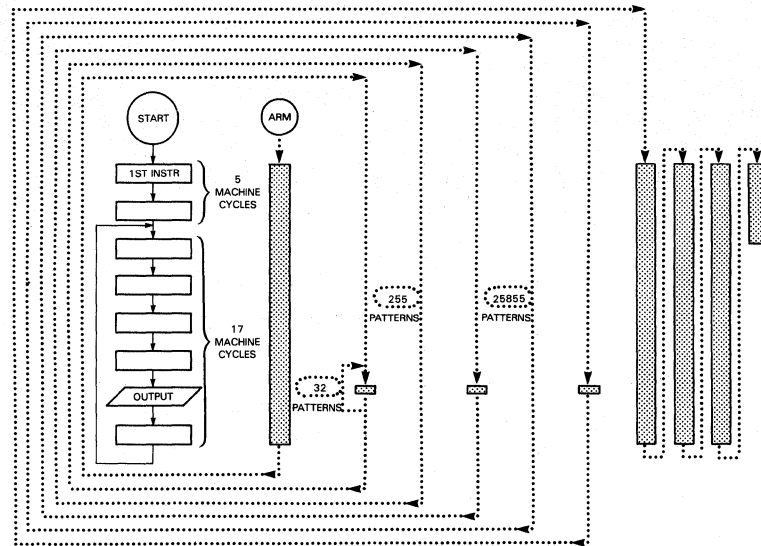 START
ARM
1ST INSTR
5
MACHINE
CYCLES
255
PATTERNS
25855
PATTERNS
17
MACHINE
CYCLES
32
PATTERNS
OUTPUT